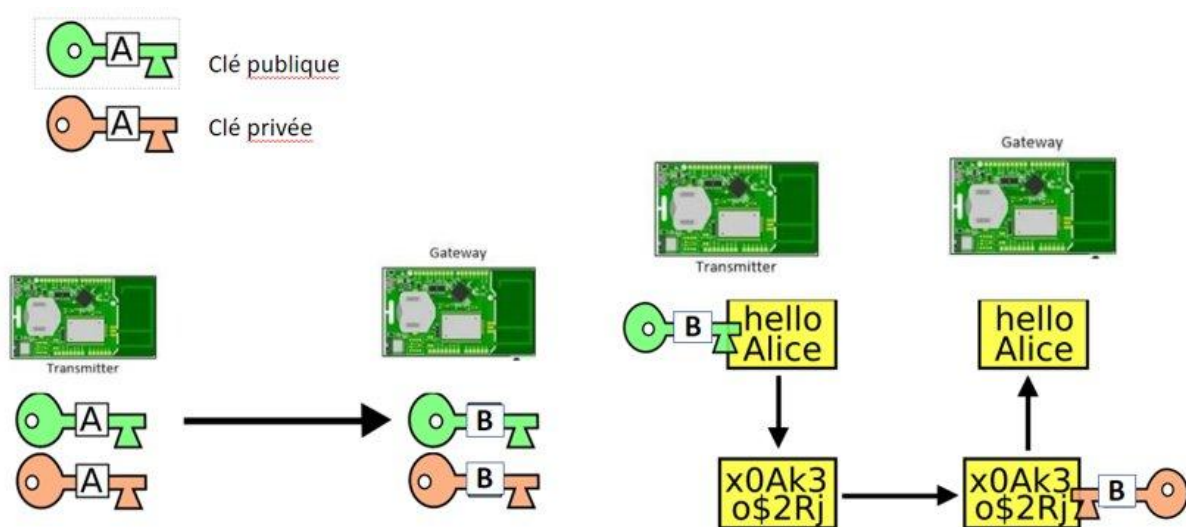 A
Clé publique
A
Clé privée
Gateway
Transmitter
A
B
A
B
Gateway
Transmitter
B
hello
Alice
hello
Alice
x0Ak3
o$2Rj
x0Ak3
o$2Rj
B